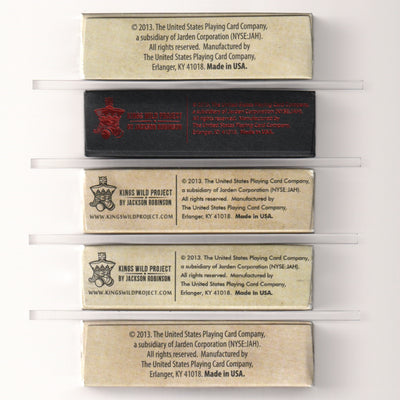 © 2013. The United States Playing Card Company,
a subsidiary of Jarden Corporation (NYSE:JAH).
All rights reserved. Manufactured by
The United States Playing Card Company,
Erlanger, KY 41018. Made in USA.
KINGS WILD PROJECT
BY JACKSON ROBINSON
© 2013. The United States Playing Card Company,
a subsidiary of Jarden Corporation (NYSE:JAH).
All rights reserved. Manufactured by
The United States Playing Card Company,
Erlanger, KY 41018. Made in USA.
KINGS WILD PROJECT
BY JACKSON ROBINSON
WWW.KINGSWILDPROJECT.COM
© 2013. The United States Playing Card Company,
a subsidiary of Jarden Corporation (NYSE:JAH).
All rights reserved. Manufactured by
The United States Playing Card Company,
Erlanger, KY 41018. Made in USA.
KINGS WILD PROJECT
BY JACKSON ROBINSON
WWW.KINGSWILDPROJECT.COM
© 2013. The United States Playing Card Company,
a subsidiary of Jarden Corporation (NYSE:JAH).
All rights reserved. Manufactured by
The United States Playing Card Company,
Erlanger, KY 41018. Made in USA.
© 2013. The United States Playing Card Company,
a subsidiary of Jarden Corporation (NYSE:JAH).
All rights reserved. Manufactured by
The United States Playing Card Company,
Erlanger, KY 41018. Made in USA.